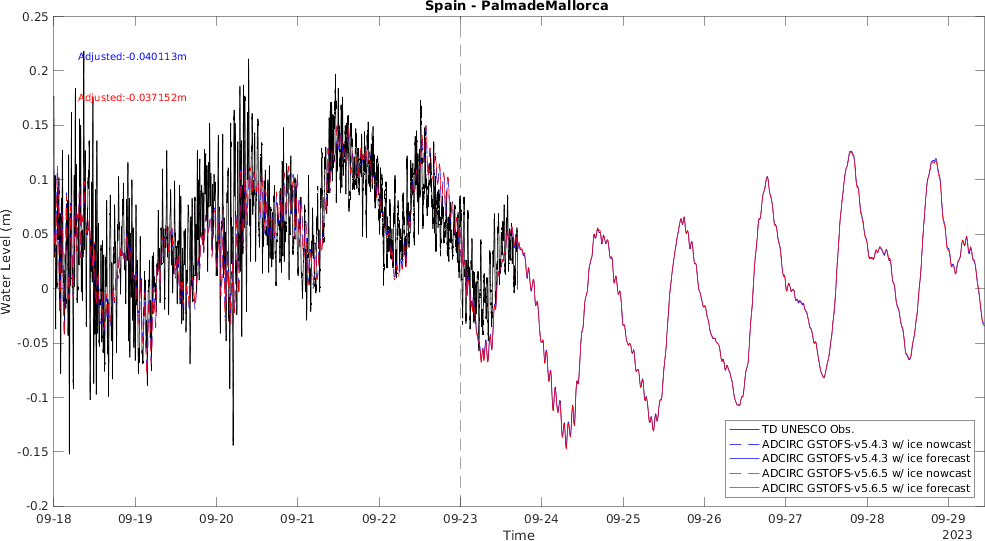 Spain - PalmadeMallorca
0.25
0.2
0.15
0.1
0.05
0
-0.05
-0.1
-0.15
-0.2
Water Level (m)
Adjusted:-0.040113m
Adjusted:-0.037152m
TD UNESCO Obs.
ADCIRC GSTOFS-v5.4.3 w/ ice nowcast
ADCIRC GSTOFS-v5.4.3 w/ ice forecast
ADCIRC GSTOFS-v5.6.5 w/ ice nowcast
ADCIRC GSTOFS-v5.6.5 w/ ice forecast
09-18 09-19 09-20 09-21 09-22 09-23 09-24 09-25 09-26 09-27 09-28 09-29
Time
2023